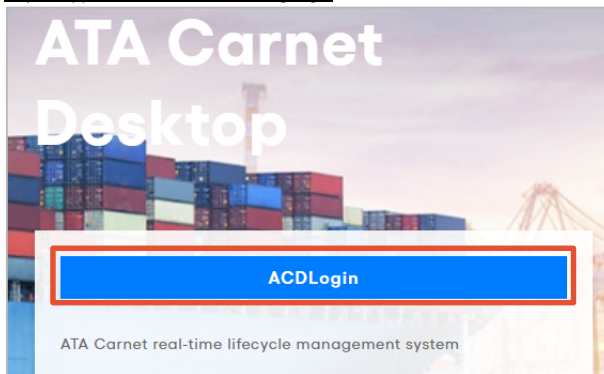 ATA Carnet
Desktop
ACDLogin
ATA Carnet real-time lifecycle management system